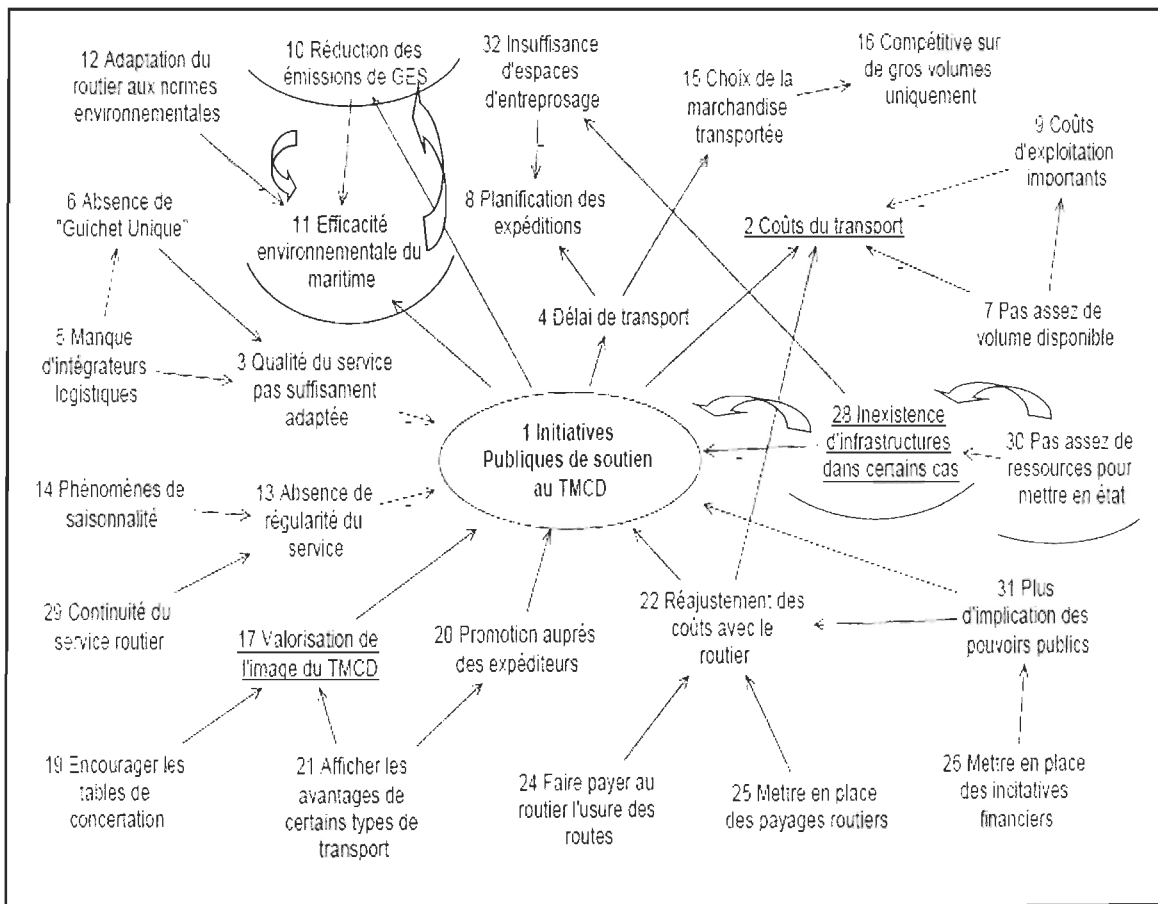 12 Adaptation du
routier aux normes
environnementales
10 Réduction des
émissions de GES
32 Insuffisance
d'espaces
d'entreprosage
15 Choix de la
marchandise
transportée
16 Compétitive sur
de gros volumes
uniquement
9 Coûts
d'exploitation
importants
6 Absence de
"Guichet Unique"
11 Efficacité
environnementale du
maritime
8 Planification des
expéditions
2 Coûts du transport
7 Pas assez de
volume disponible
5 Manque
d'intégrateurs
logistiques
3 Qualité du service
pas suffisament
adaptée
4 Délai de transport
1 Initiatives
Publiques de soutien
au TMCD
28 Inexistence
d'infrastructures
dans certains cas
30 Pas assez de
ressources pour
mettre en état
14 Phénomènes de
saisonnalité
13 Absence de
régularité du
service
29 Continuité du
service routier
17 Valorisation de
l'image du TMCD
20 Promotion auprés
des expéditeurs
22 Réajustement des
coûts avec le
routier
31 Plus
d'implication des
pouvoirs publics
19 Encourager les
tables de
concertation
21 Afficher les
avantages de
certains types de
transport
24 Faire payer au
routier l'usure des
routes
25 Mettre en place
des payages routiers
26 Mettre en place
des incitatives
financiers